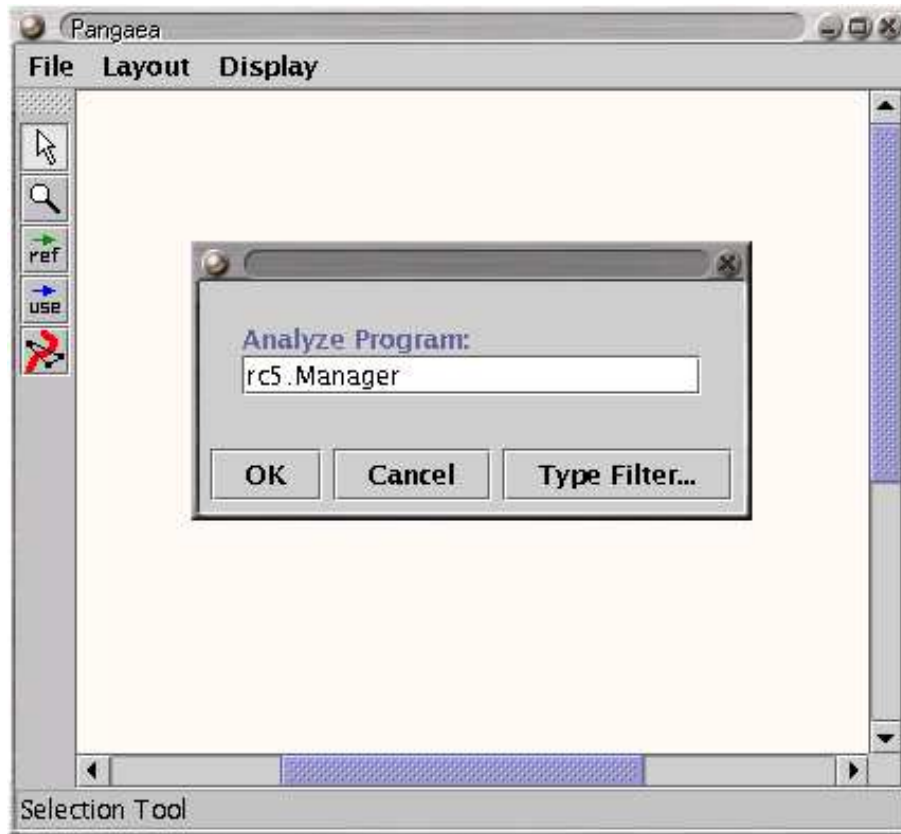 Pangaea
File Layout Display
ref
use
Analyze Program:
rc5.Manager
OK Cancel Type Filter...
Selection Tool